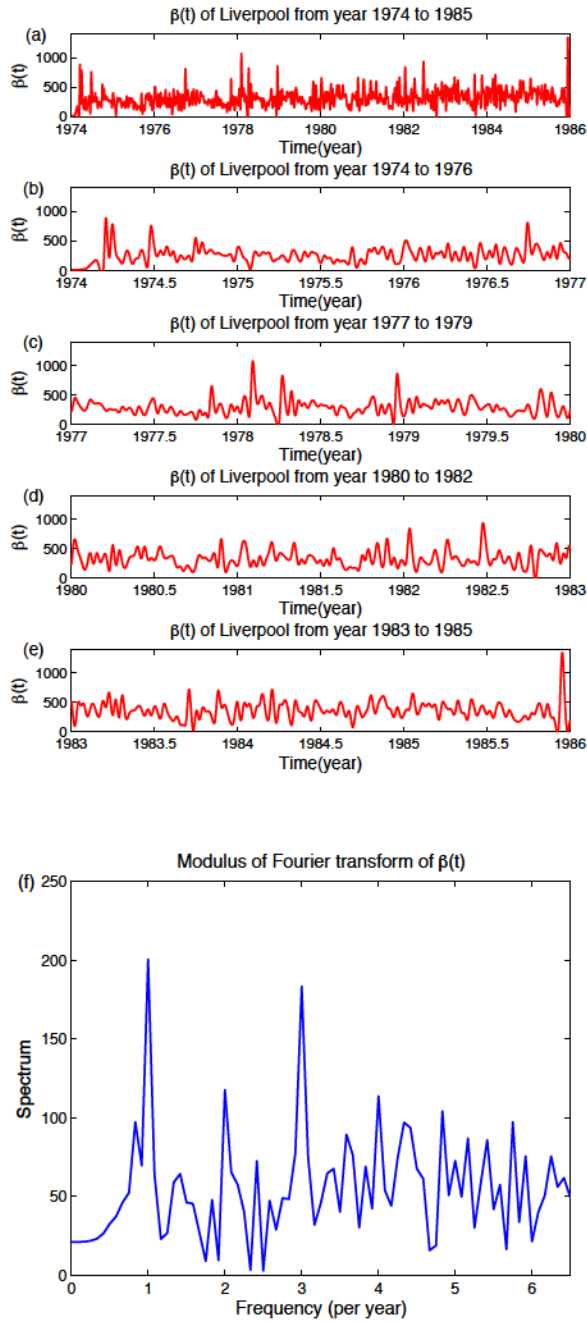 β(t) of Liverpool from year 1974 to 1985
(a)
β(t)
1000
500
0
1974 1976 1978 1980 1982 1984 1986
Time(year)
β(t) of Liverpool from year 1974 to 1976
(b)
β(t)
1000
500
0
1974 1974.5 1975 1975.5 1976 1976.5 1977
Time(year)
β(t) of Liverpool from year 1977 to 1979
(c)
β(t)
1000
500
0
1977 1977.5 1978 1978.5 1979 1979.5 1980
Time(year)
β(t) of Liverpool from year 1980 to 1982
(d)
β(t)
1000
500
0
1980 1980.5 1981 1981.5 1982 1982.5 1983
Time(year)
β(t) of Liverpool from year 1983 to 1985
(e)
β(t)
1000
500
0
1983 1983.5 1984 1984.5 1985 1985.5 1986
Time(year)
Modulus of Fourier transform of β(t)
(f)
Spectrum
250
200
150
100
50
0
0 1 2 3 4 5 6
Frequency (per year)